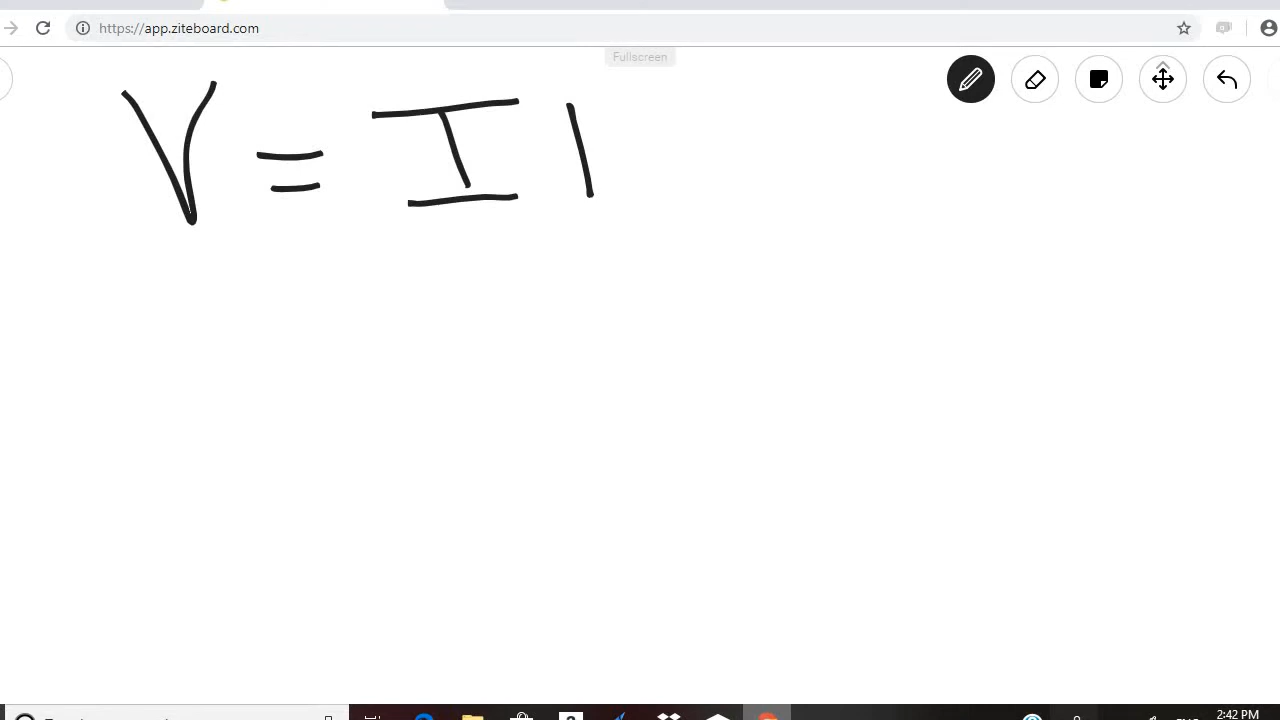 https://app.ziteboard.com
Fullscreen
V = I |
2:42 PM